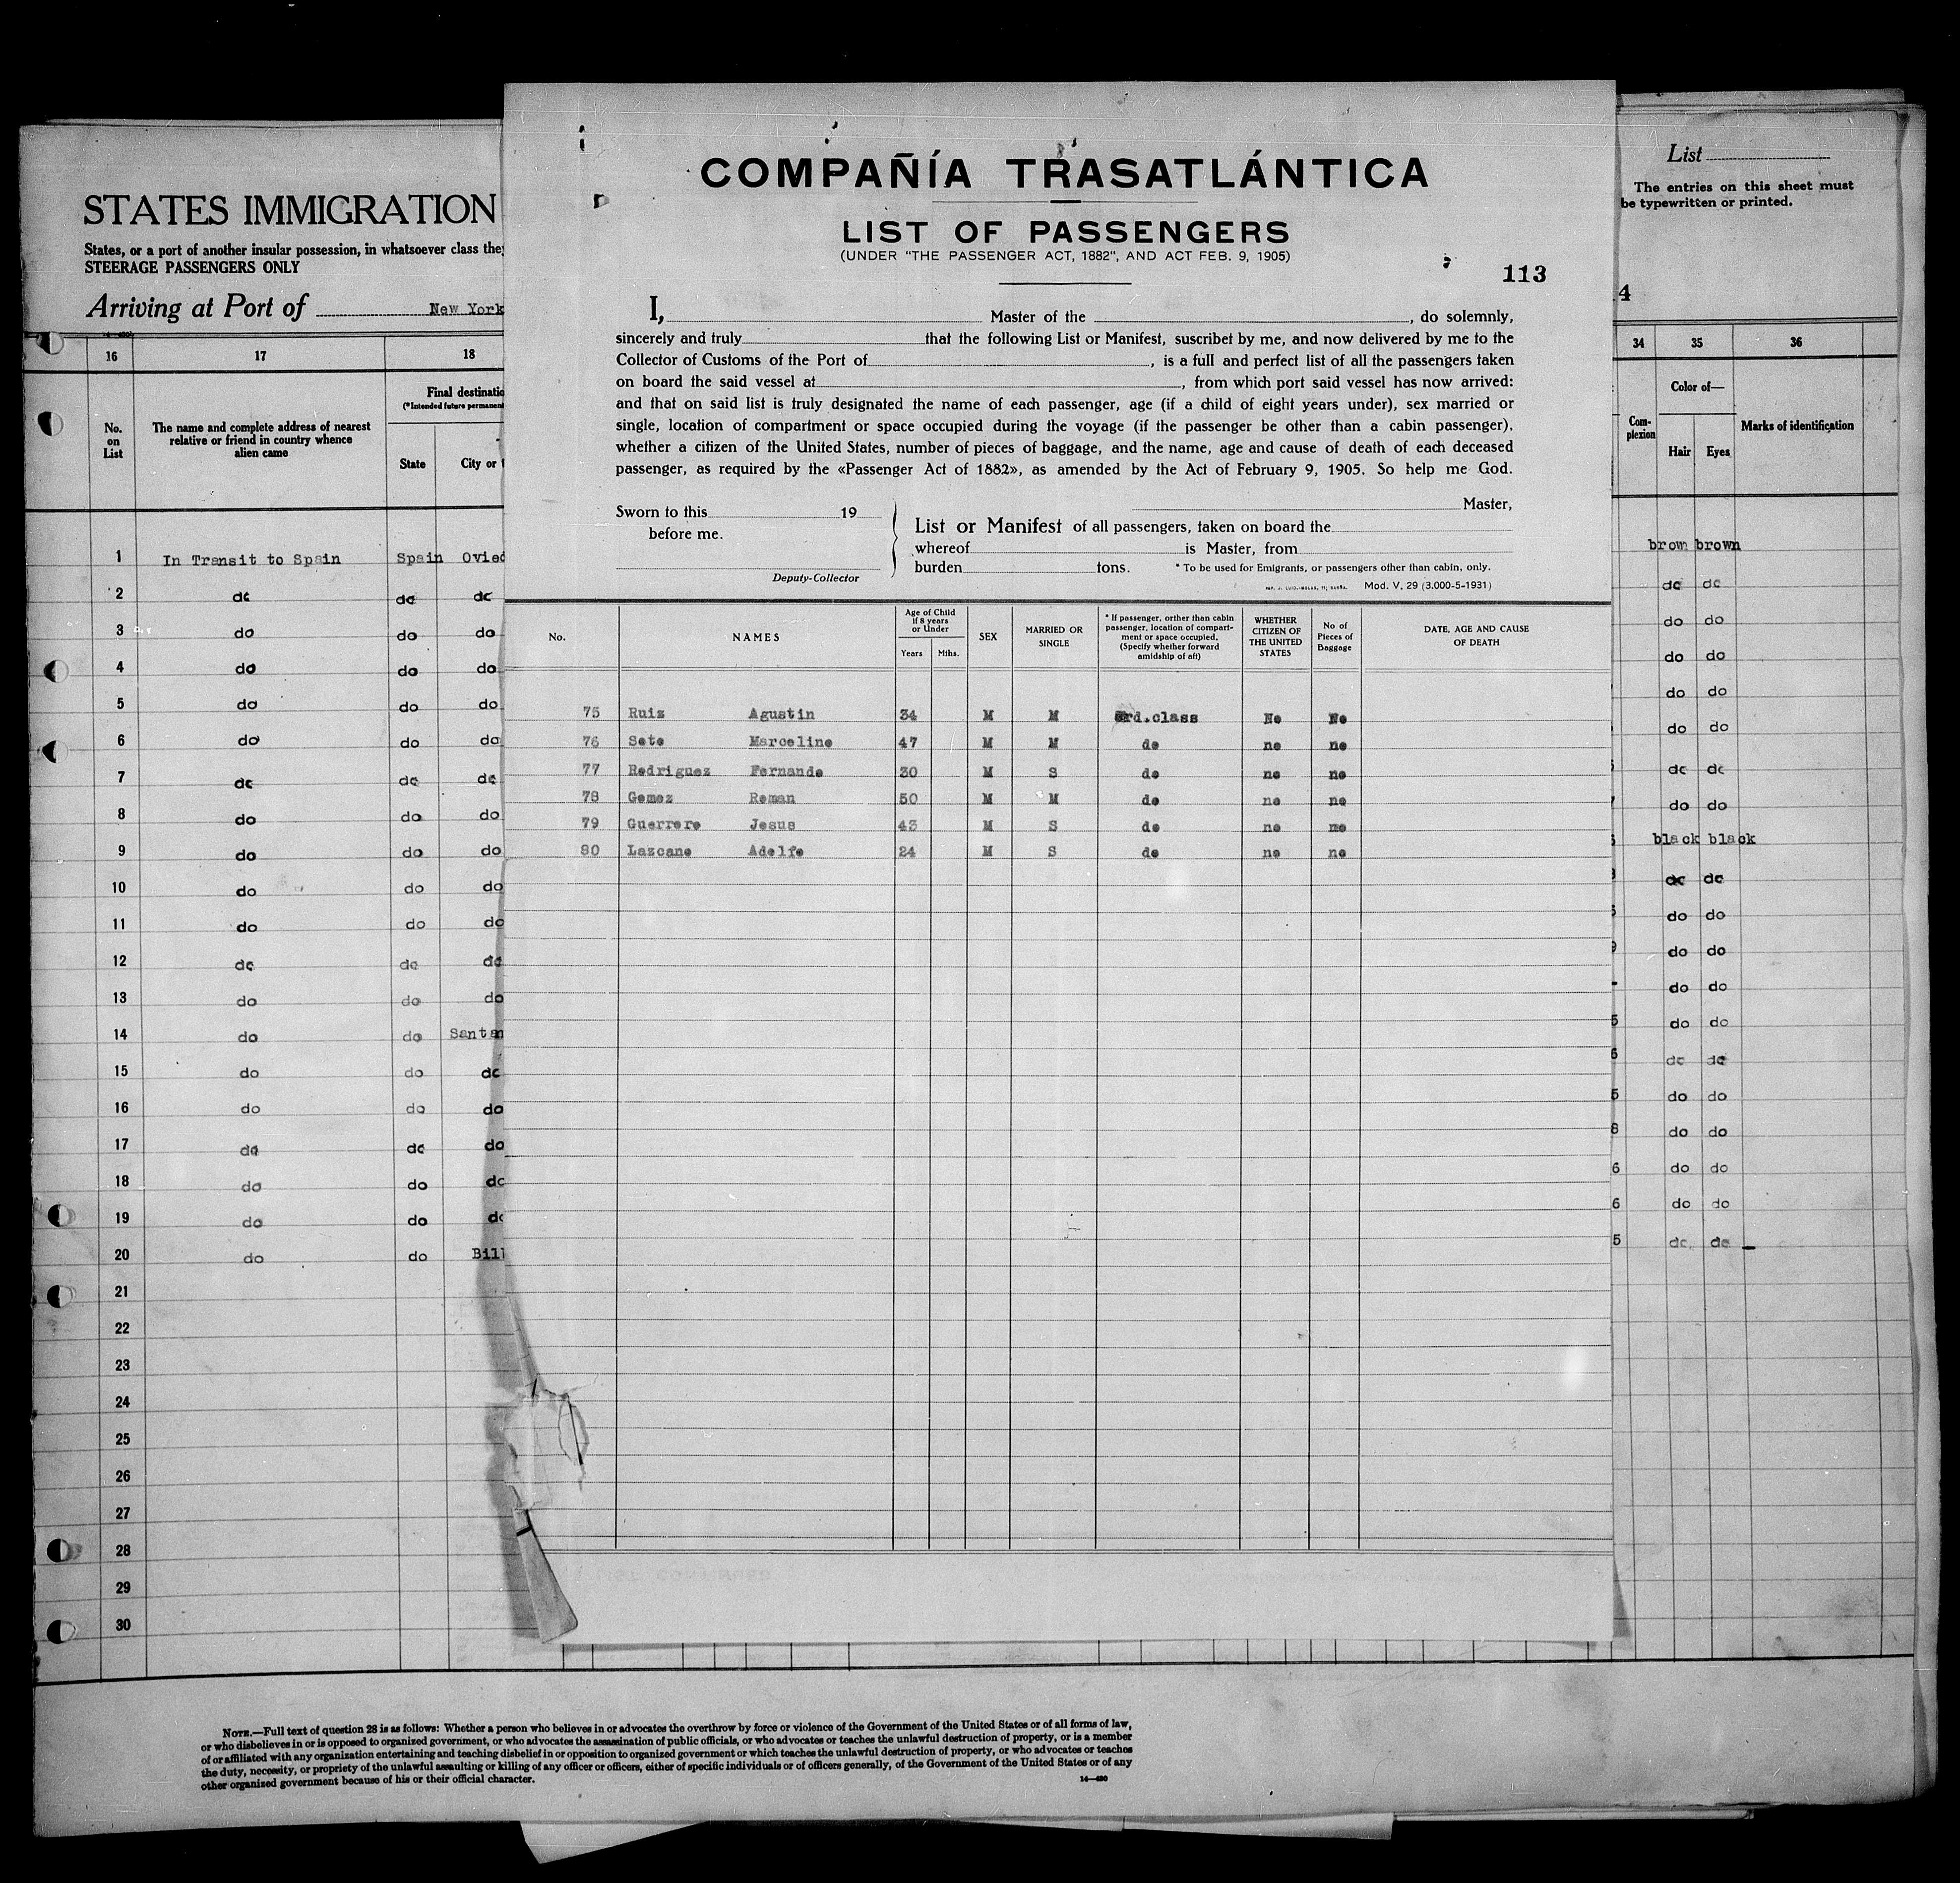 COMPAÑÍA TRASATLÁNTICA
LIST OF PASSENGERS
(UNDER "THE PASSENGER ACT, 1882", AND ACT FEB. 9, 1905)
113
I, Master of the , do solemnly,
sincerely and truly that the following List or Manifest, suscribet by me, and now delivered by me to the
Collector of Customs of the Port of , is a full and perfect list of all the passengers taken
on board the said vessel at , from which port said vessel has now arrived:
and that on said list is truly designated the name of each passenger, age (if a child of eight years under), sex married or
single, location of compartment or space occupied during the voyage (if the passenger be other than a cabin passenger),
whether a citizen of the United States, number of pieces of baggage, and the name, age and cause of death of each deceased
passenger, as required by the «Passenger Act of 1882», as amended by the Act of February 9, 1905. So help me God.
Master,
Sworn to this 19
before me.
Deputy-Collector
List or Manifest of all passengers, taken on board the
whereof is Master, from
burden tons. * To be used for Emigrants, or passengers other than cabin, only.
Mod. V. 29 (3.000-5-1931)
No.
NAMES
Age of Child
if 8 years
or Under
Years Mths.
SEX
MARRIED OR
SINGLE
* If passenger, orther than cabin
passenger, location of compart-
ment or space occupied,
(Specify whether forward
amidship of aft)
WHETHER
CITIZEN OF
THE UNITED
STATES
No of
Pieces of
Baggage
DATE, AGE AND CAUSE
OF DEATH
75 Ruiz Agustin 34 M M rd.class No No
76 Soto Marcelino 47 M M do no no
77 Rodriguez Fernando 30 M S do no no
78 Gomez Roman 50 M M do no no
79 Guerrero Jesus 43 M S do no no
80 Lazcano Adolfo 24 M S do no no
STATES IMMIGRATION
States, or a port of another insular possession, in whatsoever class they
STEERAGE PASSENGERS ONLY
Arriving at Port of New York
16 17 18
No.
on
List
The name and complete address of nearest
relative or friend in country whence
alien came
Final destinatio
(*Intended future permanent
State City or
1 In Transit to Spain Spain Ovied
2 do do do
3 do do do
4 do do do
5 do do do
6 do do do
7 do do do
8 do do do
9 do do do
10 do do do
11 do do do
12 do do do
13 do do do
14 do do Santan
15 do do do
16 do do do
17 do do do
18 do do do
19 do do do
20 do do Bil
21
22
23
24
25
26
27
28
29
30
List
The entries on this sheet must
be typewritten or printed.
4
34 35 36
Com-
plexion
Color of—
Hair Eyes
Marks of identification
brown brown
do do
do do
do do
do do
do do
do do
do do
black black
do do
do do
do do
do do
5 do do
6 do do
5 do do
8 do do
6 do do
6 do do
5 do do
NOTE.—Full text of question 28 is as follows: Whether a person who believes in or advocates the overthrow by force or violence of the Government of the United States or of all forms of law,
or who disbelieves in or is opposed to organized government, or who advocates the assassination of public officials, or who advocates or teaches the unlawful destruction of property, or is a member
of or affiliated with any organization entertaining and teaching disbelief in or opposition to organized government or which teaches the unlawful destruction of property, or who advocates or teaches
the duty, necessity, or propriety of the unlawful assaulting or killing of any officer or officers, either of specific individuals or of officers generally, of the Government of the United States or of any
other organized government because of his or their official character.
14—480